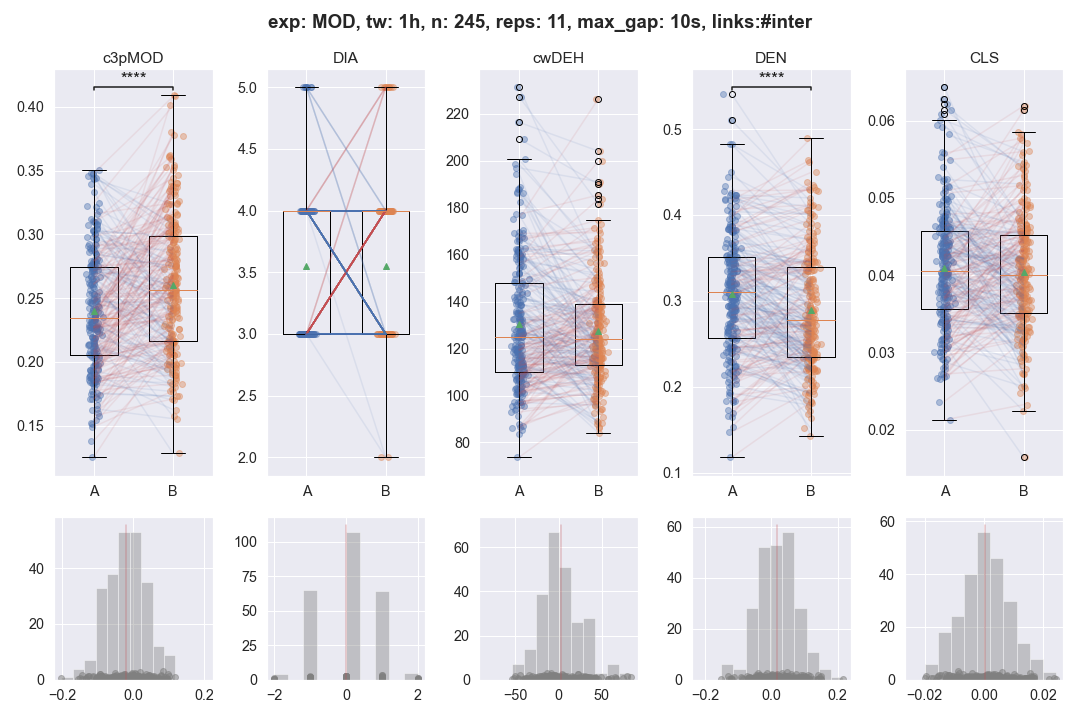 exp: MOD, tw: 1h, n: 245, reps: 11, max_gap: 10s, links:#inter
c3pMOD DIA cwDEH DEN CLS
**** ****
0.40 0.35 0.30 0.25 0.20 0.15
5.0 4.5 4.0 3.5 3.0 2.5 2.0
220 200 180 160 140 120 100 80
0.5 0.4 0.3 0.2 0.1
0.06 0.05 0.04 0.03 0.02
A B A B A B A B A B
40 20 0
100 75 50 25 0
60 40 20 0
60 40 20 0
60 40 20 0
−0.2 0.0 0.2
−2 0 2
−50 0 50
−0.2 0.0 0.2
−0.02 0.00 0.02